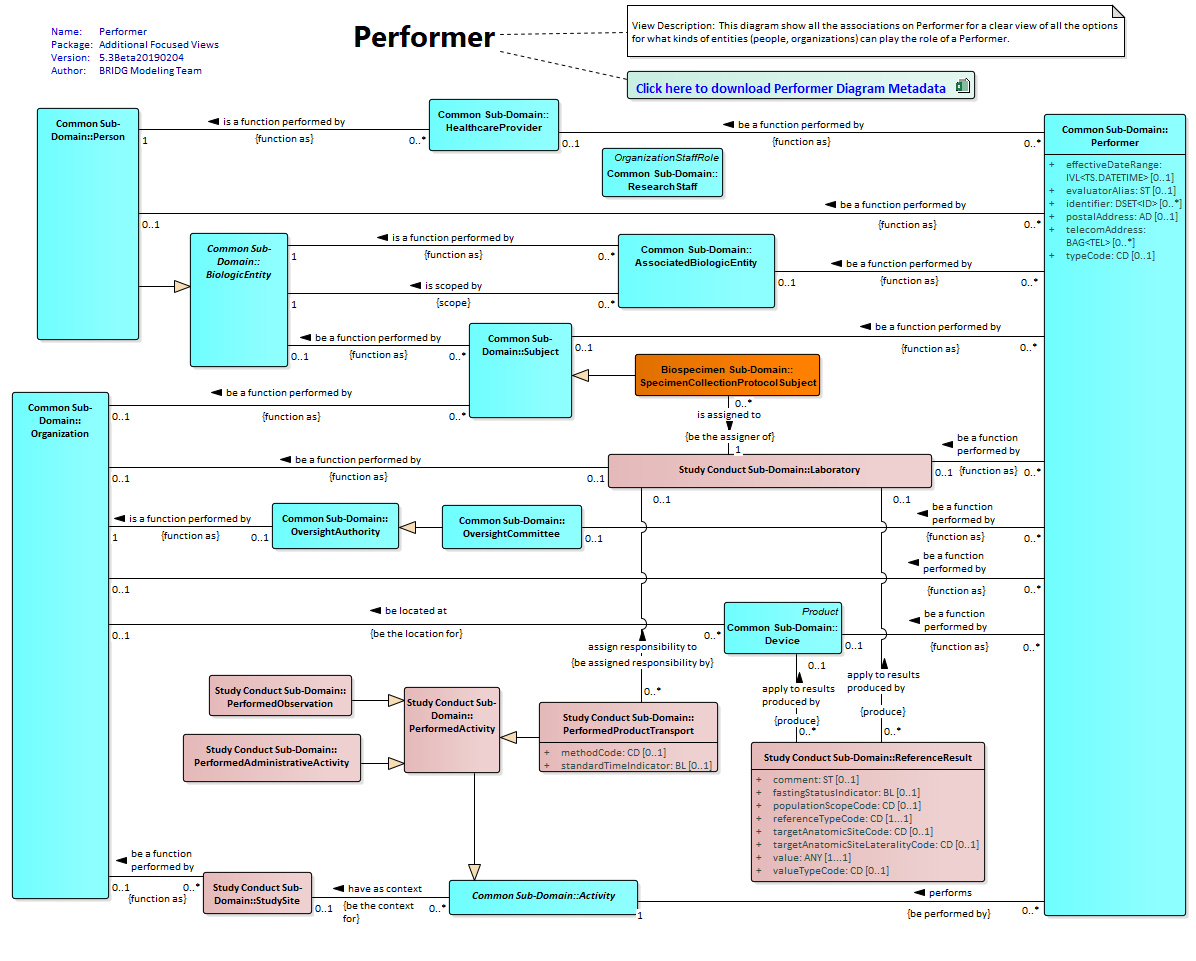 Name: Performer
Package: Additional Focused Views
Version: 5.3Beta20190204
Author: BRIDG Modeling Team
Performer
View Description: This diagram show all the associations on Performer for a clear view of all the options
for what kinds of entities (people, organizations) can play the role of a Performer.
Click here to download Performer Diagram Metadata
Common Sub-
Domain::Person
1
is a function performed by
{function as}
0..*
Common Sub-Domain::
HealthcareProvider
0..1
be a function performed by
{function as}
0..*
Common Sub-Domain::
Performer
+ effectiveDateRange:
IVL<TS.DATETIME> [0..1]
+ evaluatorAlias: ST [0..1]
+ identifier: DSET<ID> [0..*]
+ postalAddress: AD [0..1]
+ telecomAddress:
BAG<TEL> [0..*]
+ typeCode: CD [0..1]
OrganizationStaffRole
Common Sub-Domain::
ResearchStaff
0..1
be a function performed by
{function as}
0..*
Common Sub-
Domain::
BiologicEntity
1
is a function performed by
{function as}
0..*
Common Sub-Domain::
AssociatedBiologicEntity
0..1
be a function performed by
{function as}
0..*
1
is scoped by
{scope}
0..*
0..1
be a function performed by
{function as}
0..*
Common Sub-
Domain::Subject
0..1
be a function performed by
{function as}
0..*
Biospecimen Sub-Domain::
SpecimenCollectionProtocolSubject
0..*
is assigned to
{be the assigner of}
1
Common Sub-
Domain::
Organization
0..1
be a function performed by
{function as}
0..*
0..1
be a function performed by
{function as}
0..1
Study Conduct Sub-Domain::Laboratory
0..1
be a function
performed by
{function as}
0..*
0..1
0..1
1
is a function performed by
{function as}
0..1
Common Sub-Domain::
OversightAuthority
Common Sub-Domain::
OversightCommittee
0..1
be a function
performed by
{function as}
0..*
0..1
be a function
performed by
{function as}
0..*
0..1
be located at
{be the location for}
0..*
Product
Common Sub-Domain::
Device
0..1
be a function
performed by
{function as}
0..*
assign responsibility to
{be assigned responsibility by}
0..*
0..1
apply to results
produced by
{produce}
0..*
apply to results
produced by
{produce}
0..*
Study Conduct Sub-Domain::
PerformedObservation
Study Conduct Sub-Domain::
PerformedAdministrativeActivity
Study Conduct Sub-
Domain::
PerformedActivity
Study Conduct Sub-Domain::
PerformedProductTransport
+ methodCode: CD [0..1]
+ standardTimeIndicator: BL [0..1]
Study Conduct Sub-Domain::ReferenceResult
+ comment: ST [0..1]
+ fastingStatusIndicator: BL [0..1]
+ populationScopeCode: CD [0..1]
+ referenceTypeCode: CD [1..1]
+ targetAnatomicSiteCode: CD [0..1]
+ targetAnatomicSiteLateralityCode: CD [0..1]
+ value: ANY [1..1]
+ valueTypeCode: CD [0..1]
be a function
performed by
0..1
{function as}
0..*
Study Conduct Sub-
Domain::StudySite
0..1
have as context
{be the context
for}
0..*
Common Sub-Domain::Activity
1
performs
{be performed by}
0..*